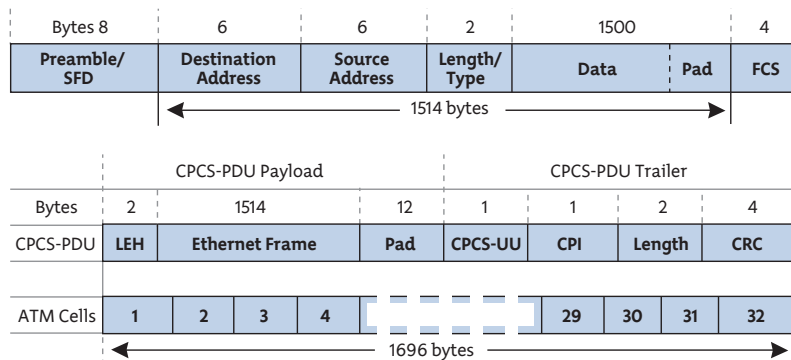 Bytes 8 6 6 2 1500 4
Preamble/ SFD Destination Address Source Address Length/ Type Data Pad FCS
1514 bytes
CPCS-PDU Payload CPCS-PDU Trailer
Bytes 2 1514 12 1 1 2 4
CPCS-PDU LEH Ethernet Frame Pad CPCS-UU CPI Length CRC
ATM Cells 1 2 3 4 29 30 31 32
1696 bytes